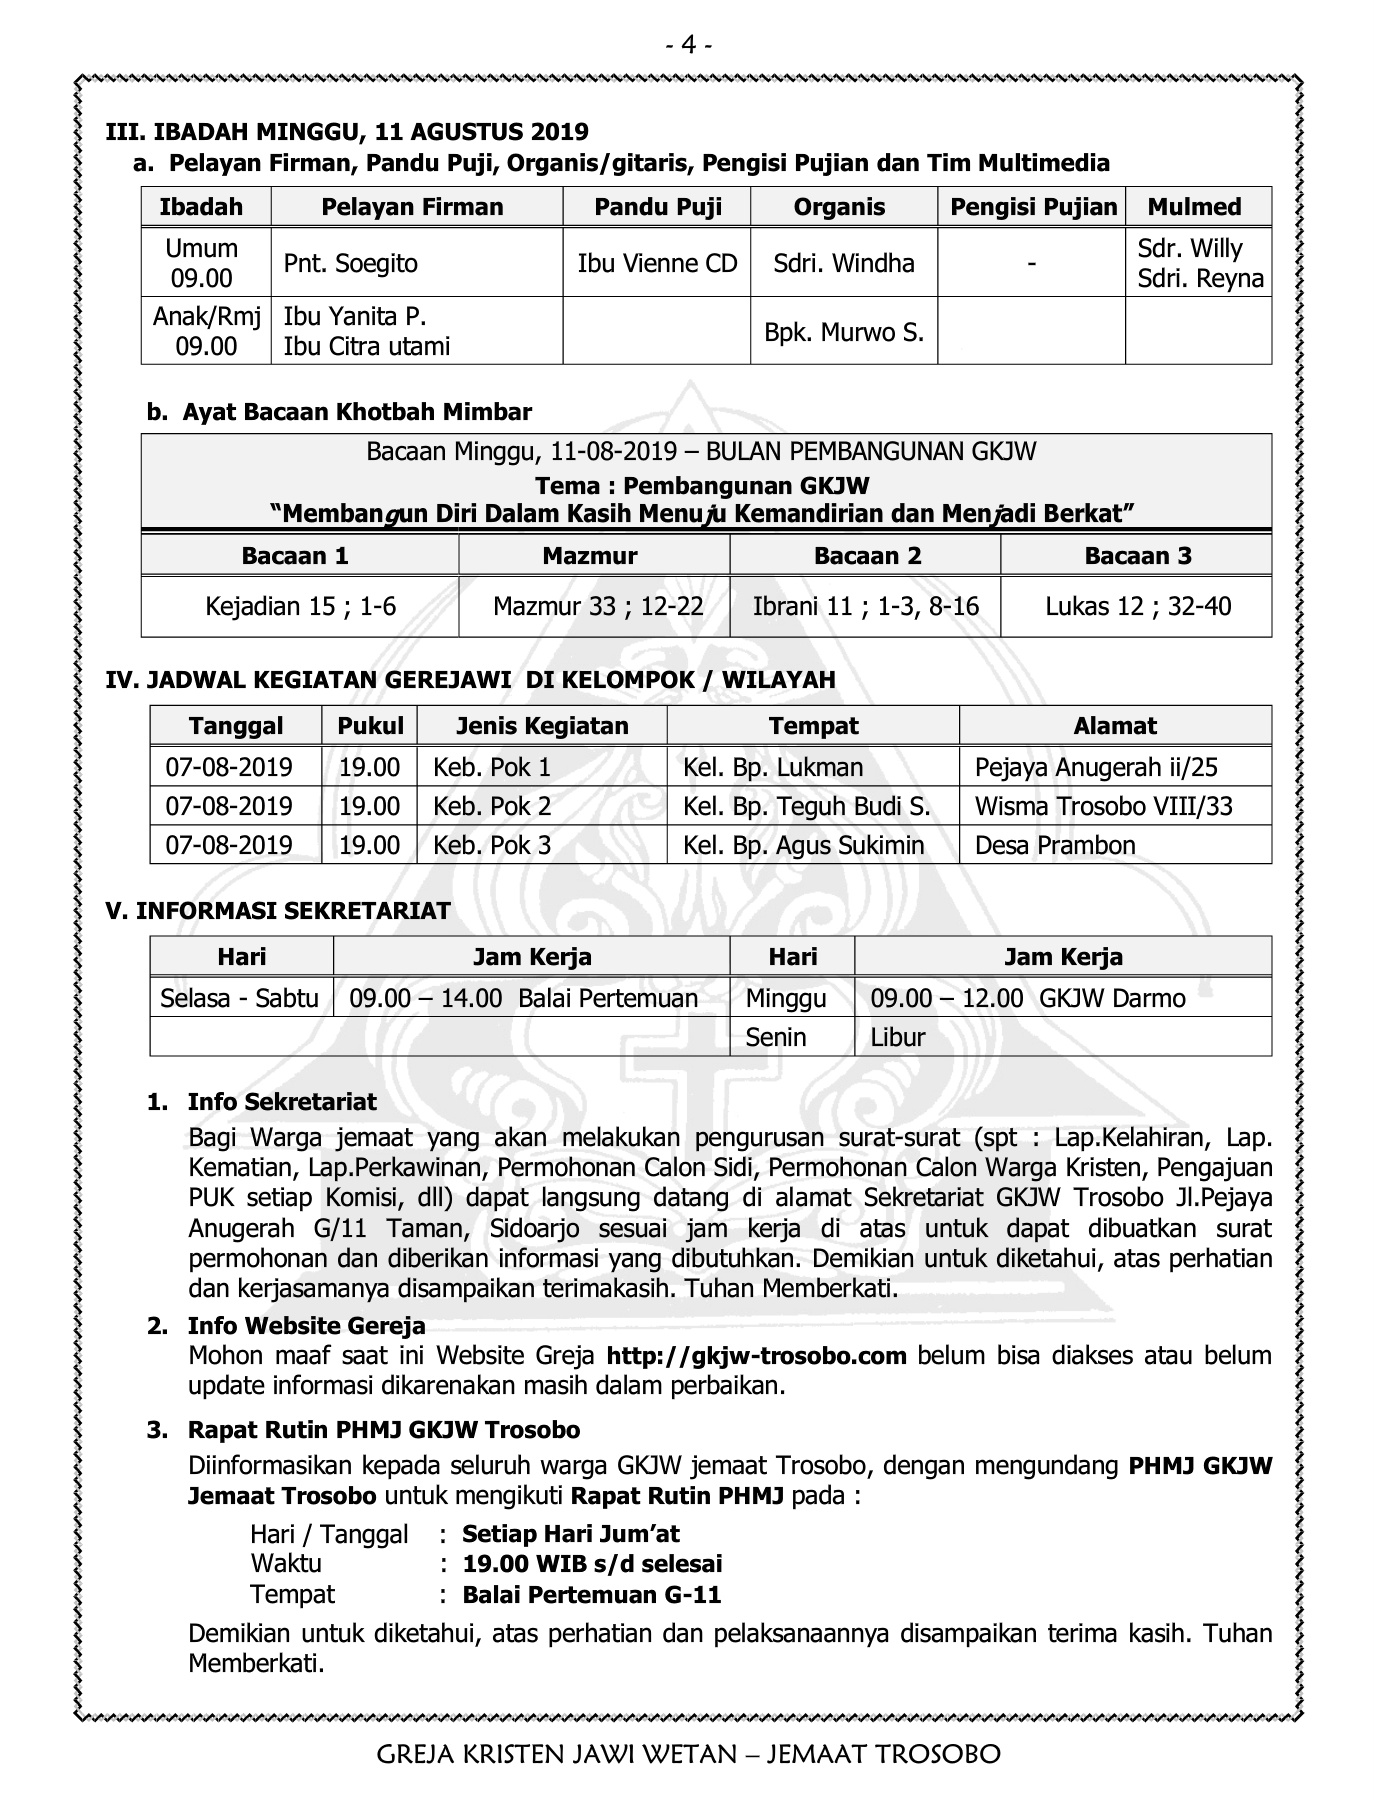 - 4 -
III. IBADAH MINGGU, 11 AGUSTUS 2019
a. Pelayan Firman, Pandu Puji, Organis/gitaris, Pengisi Pujian dan Tim Multimedia
Ibadah Pelayan Firman Pandu Puji Organis Pengisi Pujian Mulmed
Umum 09.00 Pnt. Soegito Ibu Vienne CD Sdri. Windha - Sdr. Willy Sdri. Reyna
Anak/Rmj 09.00 Ibu Yanita P. Ibu Citra utami Bpk. Murwo S.
b. Ayat Bacaan Khotbah Mimbar
Bacaan Minggu, 11-08-2019 – BULAN PEMBANGUNAN GKJW
Tema : Pembangunan GKJW
“Membangun Diri Dalam Kasih Menuju Kemandirian dan Menjadi Berkat”
Bacaan 1 Mazmur Bacaan 2 Bacaan 3
Kejadian 15 ; 1-6 Mazmur 33 ; 12-22 Ibrani 11 ; 1-3, 8-16 Lukas 12 ; 32-40
IV. JADWAL KEGIATAN GEREJAWI DI KELOMPOK / WILAYAH
Tanggal Pukul Jenis Kegiatan Tempat Alamat
07-08-2019 19.00 Keb. Pok 1 Kel. Bp. Lukman Pejaya Anugerah ii/25
07-08-2019 19.00 Keb. Pok 2 Kel. Bp. Teguh Budi S. Wisma Trosobo VIII/33
07-08-2019 19.00 Keb. Pok 3 Kel. Bp. Agus Sukimin Desa Prambon
V. INFORMASI SEKRETARIAT
Hari Jam Kerja Hari Jam Kerja
Selasa - Sabtu 09.00 – 14.00 Balai Pertemuan Minggu 09.00 – 12.00 GKJW Darmo
Senin Libur
1. Info Sekretariat
Bagi Warga jemaat yang akan melakukan pengurusan surat-surat (spt : Lap.Kelahiran, Lap.
Kematian, Lap.Perkawinan, Permohonan Calon Sidi, Permohonan Calon Warga Kristen, Pengajuan
PUK setiap Komisi, dll) dapat langsung datang di alamat Sekretariat GKJW Trosobo Jl.Pejaya
Anugerah G/11 Taman, Sidoarjo sesuai jam kerja di atas untuk dapat dibuatkan surat
permohonan dan diberikan informasi yang dibutuhkan. Demikian untuk diketahui, atas perhatian
dan kerjasamanya disampaikan terimakasih. Tuhan Memberkati.
2. Info Website Gereja
Mohon maaf saat ini Website Greja http://gkjw-trosobo.com belum bisa diakses atau belum
update informasi dikarenakan masih dalam perbaikan.
3. Rapat Rutin PHMJ GKJW Trosobo
Diinformasikan kepada seluruh warga GKJW jemaat Trosobo, dengan mengundang PHMJ GKJW
Jemaat Trosobo untuk mengikuti Rapat Rutin PHMJ pada :
Hari / Tanggal : Setiap Hari Jum’at
Waktu : 19.00 WIB s/d selesai
Tempat : Balai Pertemuan G-11
Demikian untuk diketahui, atas perhatian dan pelaksanaannya disampaikan terima kasih. Tuhan
Memberkati.
GREJA KRISTEN JAWI WETAN – JEMAAT TROSOBO